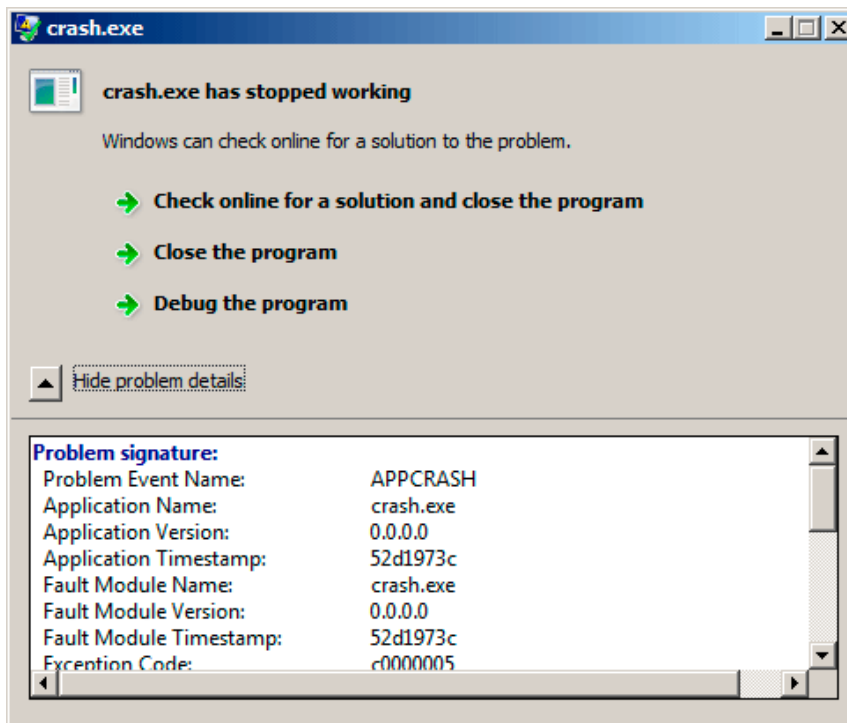 crash.exe
crash.exe has stopped working
Windows can check online for a solution to the problem.
Check online for a solution and close the program
Close the program
Debug the program
Hide problem details
Problem signature:
Problem Event Name: APPCRASH
Application Name: crash.exe
Application Version: 0.0.0.0
Application Timestamp: 52d1973c
Fault Module Name: crash.exe
Fault Module Version: 0.0.0.0
Fault Module Timestamp: 52d1973c
Exception Code: c0000005